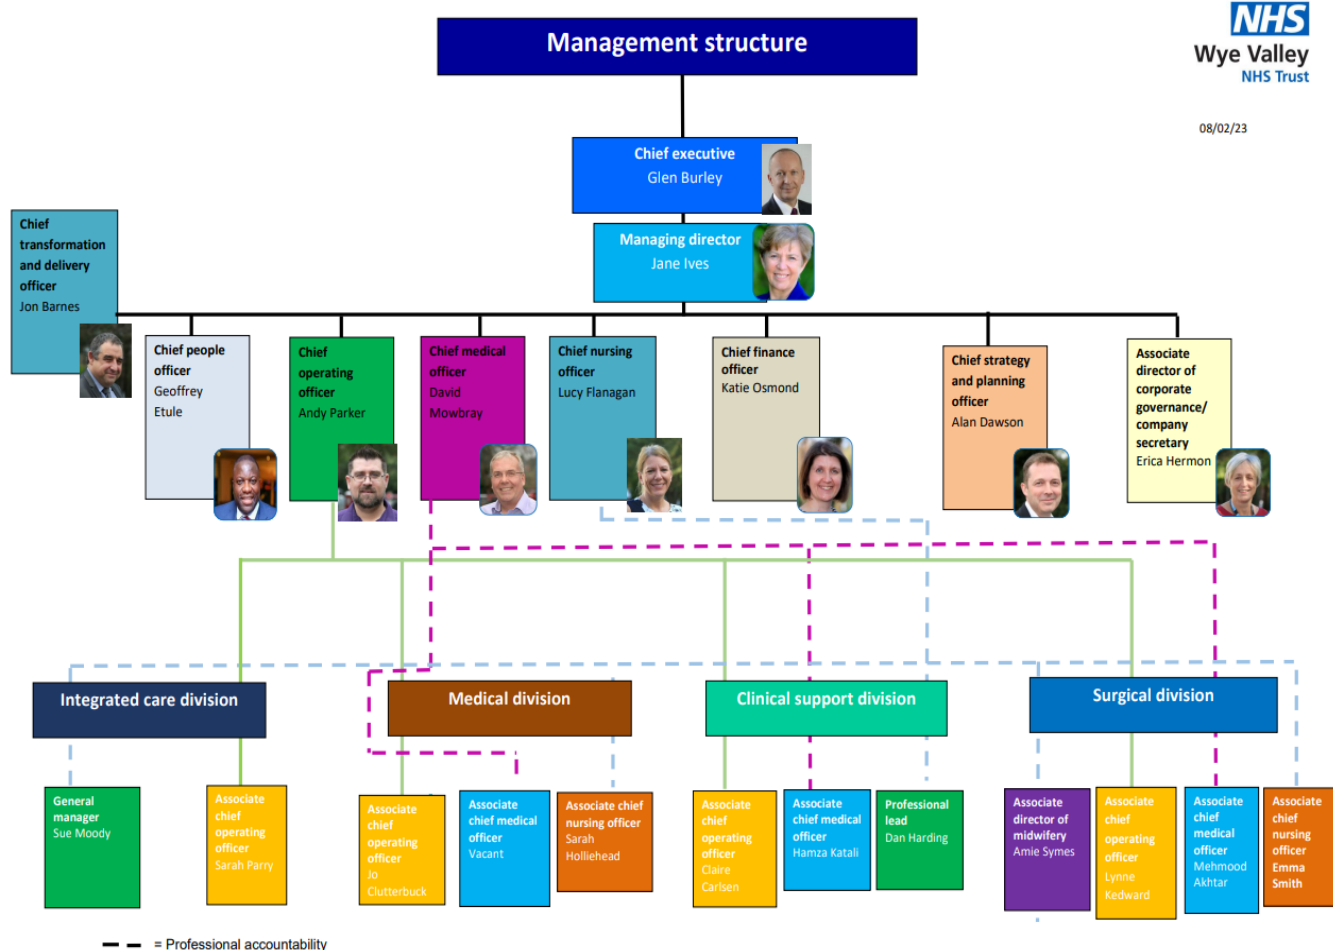 Management structure
NHS
Wye Valley
NHS Trust
08/02/23
Chief executive
Glen Burley
Managing director
Jane Ives
Chief
transformation
and delivery
officer
Jon Barnes
Chief people
officer
Geoffrey
Etule
Chief
operating
officer
Andy Parker
Chief medical
officer
David
Mowbray
Chief nursing
officer
Lucy Flanagan
Chief finance
officer
Katie Osmond
Chief strategy
and planning
officer
Alan Dawson
Associate
director of
corporate
governance/
company
secretary
Erica Hermon
Integrated care division
Medical division
Clinical support division
Surgical division
General
manager
Sue Moody
Associate
chief
operating
officer
Sarah Parry
Associate
chief
operating
officer
Jo
Clutterbuck
Associate
chief medical
officer
Vacant
Associate chief
nursing officer
Sarah
Holliehead
Associate
chief
operating
officer
Claire
Carlsen
Associate
chief medical
officer
Hamza Katali
Professional
lead
Dan Harding
Associate
director of
midwifery
Amie Symes
Associate
chief
operating
officer
Lynne
Kedward
Associate
chief
medical
officer
Mehmood
Akhtar
Associate
chief
nursing
officer
Emma
Smith
= Professional accountability